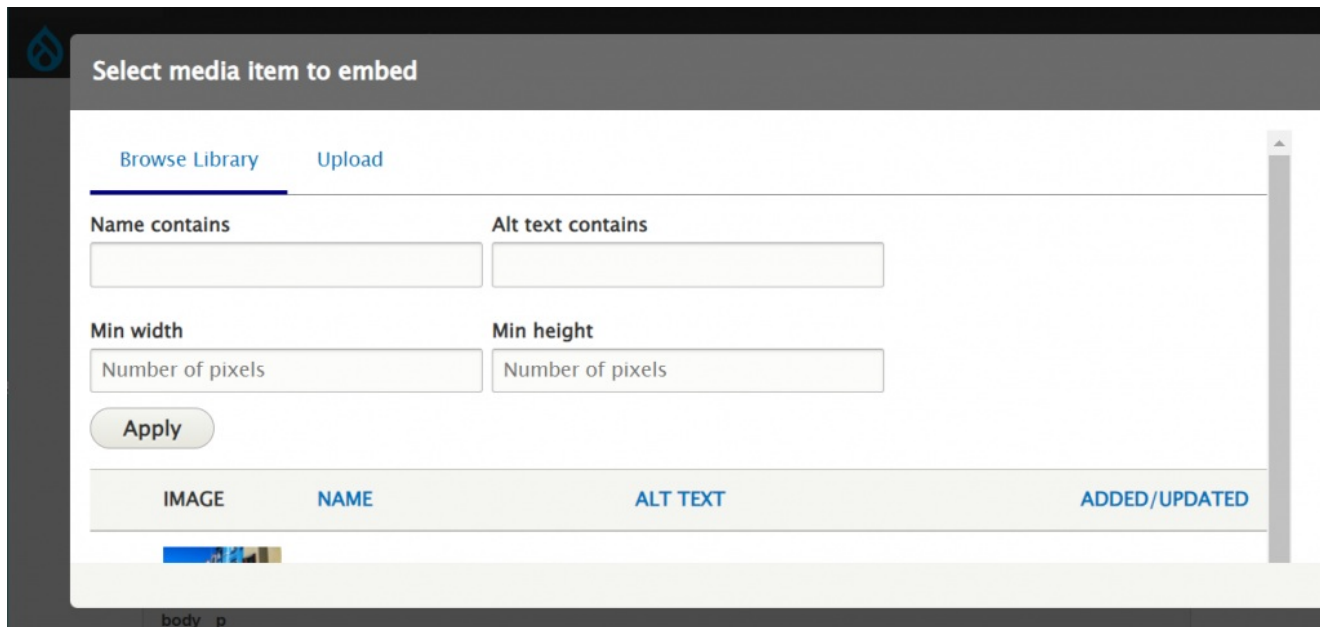 Select media item to embed
Browse Library Upload
Name contains Alt text contains
Min width Min height
Number of pixels Number of pixels
Apply
IMAGE NAME ALT TEXT ADDED/UPDATED
body p